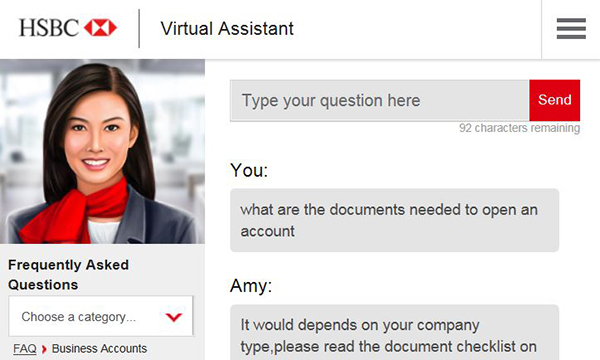 HSBC
Virtual Assistant
Type your question here
Send
92 characters remaining
You:
what are the documents needed to open an
account
Amy:
It would depends on your company
type,please read the document checklist on
Frequently Asked
Questions
Choose a category...
FAQ
Business Accounts